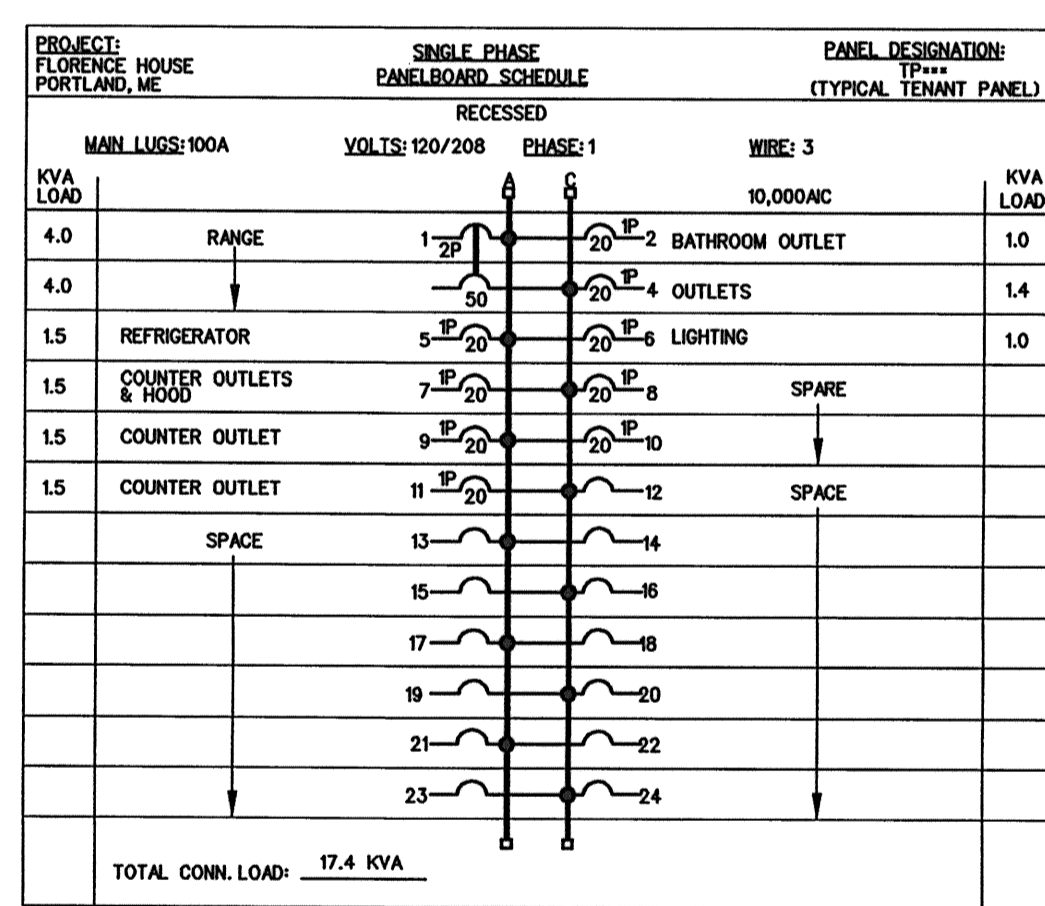 PROJECT:
FLORENCE HOUSE
PORTLAND, ME
SINGLE PHASE
PANELBOARD SCHEDULE
PANEL DESIGNATION:
TP***
(TYPICAL TENANT PANEL)
RECESSED
MAIN LUGS: 100A VOLTS: 120/208 PHASE: 1 WIRE: 3
KVA LOAD A C 10,000AIC KVA LOAD
4.0 RANGE 1 2P 20 1P 2 BATHROOM OUTLET 1.0
4.0 50 20 1P 4 OUTLETS 1.4
1.5 REFRIGERATOR 5 1P 20 20 1P 6 LIGHTING 1.0
1.5 COUNTER OUTLETS & HOOD 7 1P 20 20 1P 8 SPARE
1.5 COUNTER OUTLET 9 1P 20 20 1P 10
1.5 COUNTER OUTLET 11 1P 20 12 SPACE
SPACE 13 14
15 16
17 18
19 20
21 22
23 24
TOTAL CONN. LOAD: 17.4 KVA